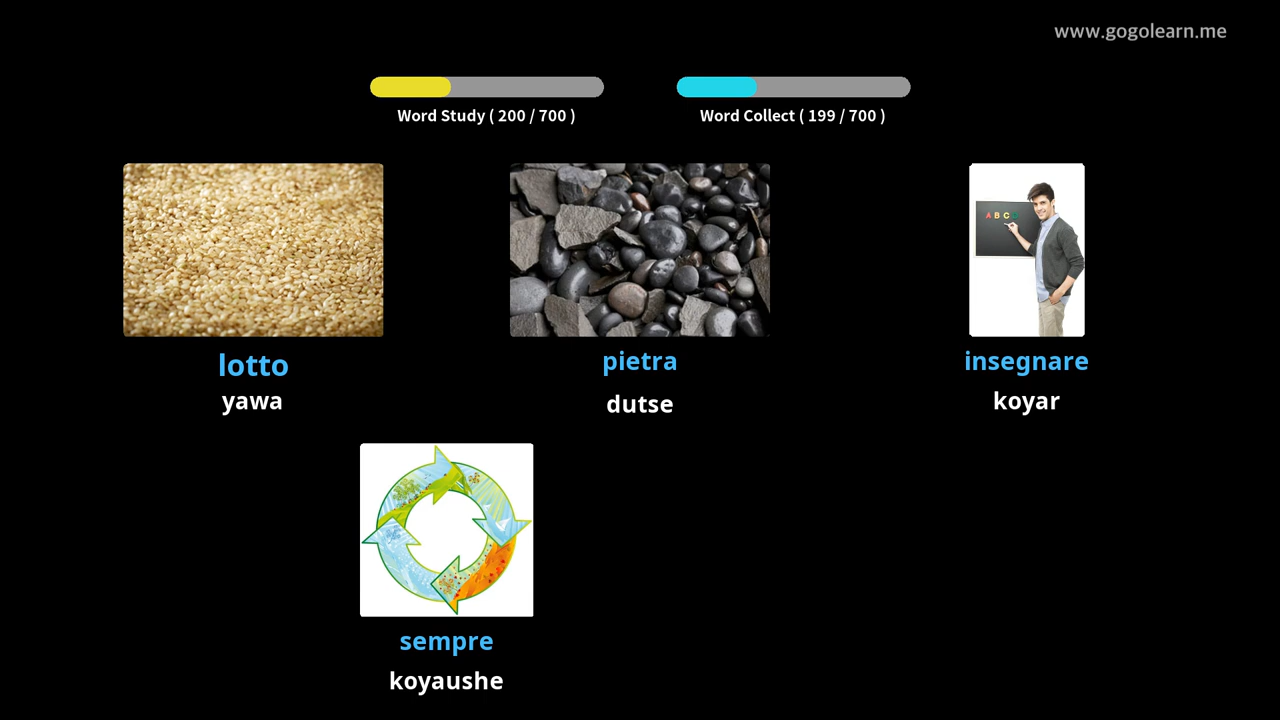 www.gogolearn.me
Word Study ( 200 / 700 )
Word Collect ( 199 / 700 )
A B C D
lotto
yawa
pietra
dutse
insegnare
koyar
sempre
koyaushe